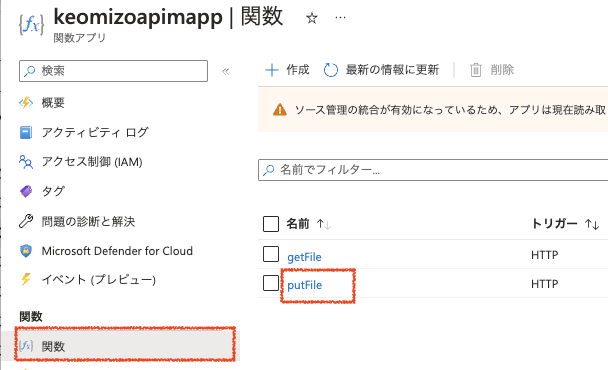 keomizoapimapp | 関数 ☆ …
関数アプリ
検索 «
概要
アクティビティ ログ
アクセス制御 (IAM)
タグ
問題の診断と解決
Microsoft Defender for Cloud
イベント (プレビュー)
関数
関数
作成 最新の情報に更新 削除
ソース管理の統合が有効になっているため、アプリは現在読み取
名前でフィルター...
名前 ↑↓ トリガー ↑↓
getFile HTTP
putFile HTTP